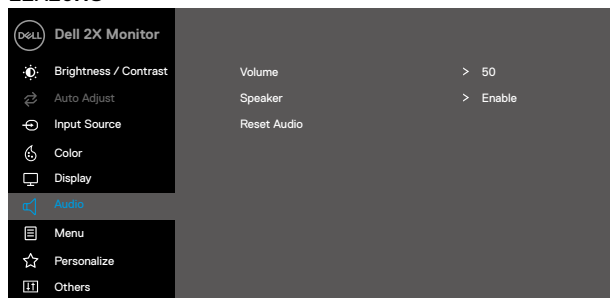 DELL Dell 2X Monitor
Brightness / Contrast
Volume > 50
Auto Adjust
Speaker > Enable
Input Source
Reset Audio
Color
Display
Audio
Menu
Personalize
Others